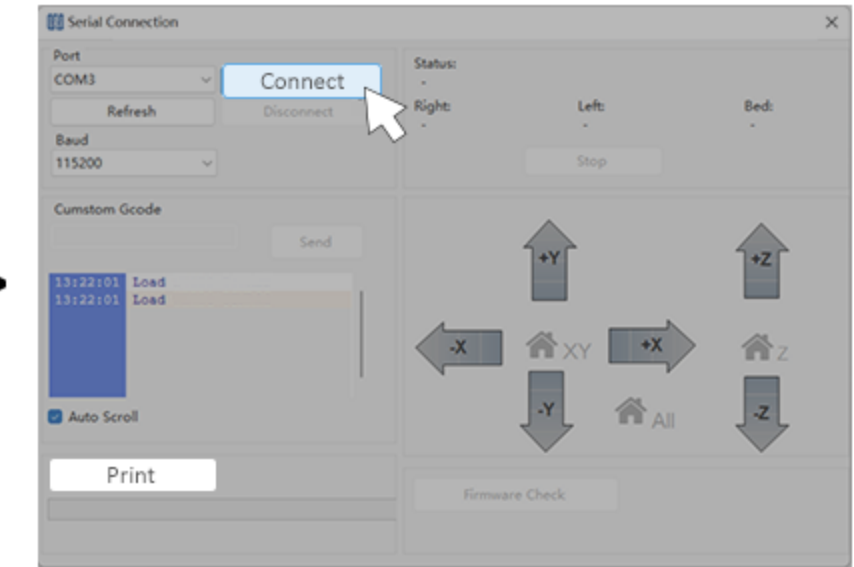 Serial Connection
Port
COM3
Connect
Refresh
Disconnect
Baud
115200
Status:
-
Right:
Left:
Bed:
-
-
-
Stop
Cumstom Gcode
Send
13:22:01 Load
13:22:01 Load
Auto Scroll
+Y
+Z
-X
XY
+X
Z
-Y
All
-Z
Print
Firmware Check